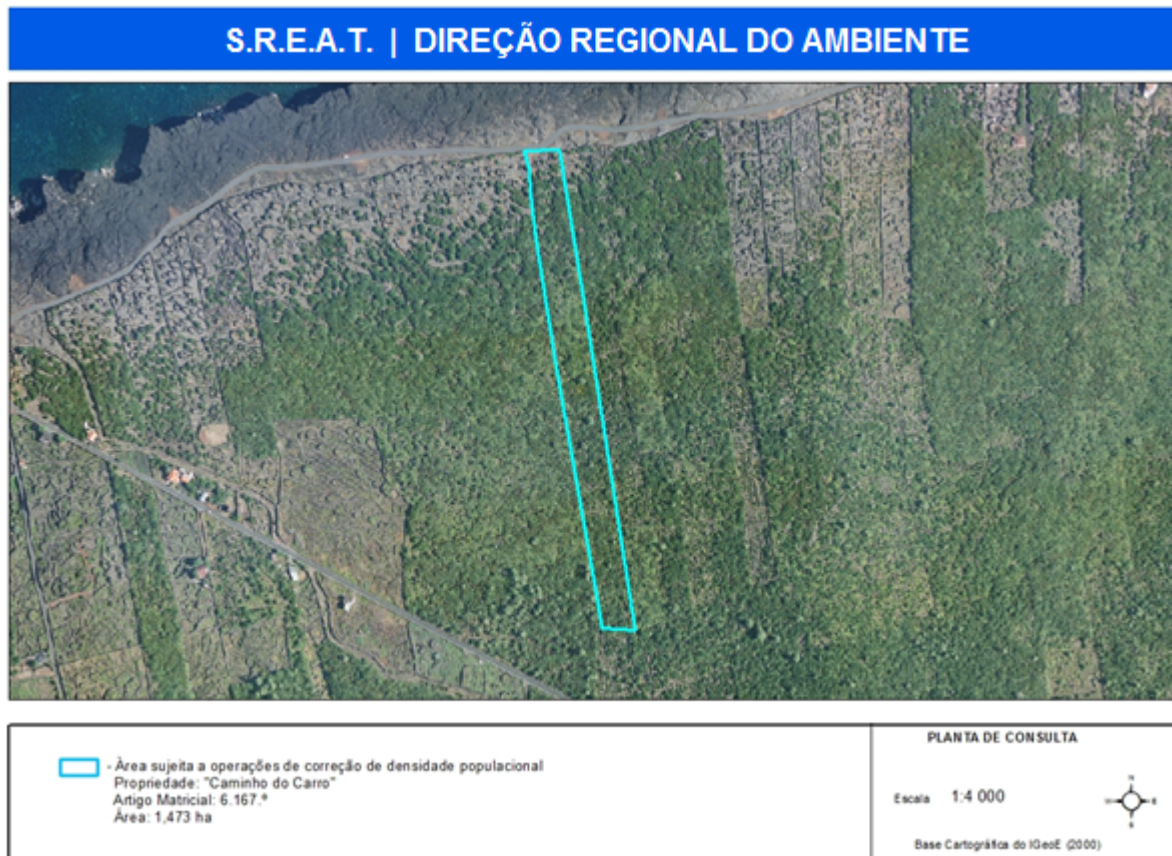 S.R.E.A.T. | DIREÇÃO REGIONAL DO AMBIENTE
- Àrea sujeita a operações de correção de densidade populacional
Propriedade: "Caminho do Carro"
Artigo Matricial: 6.167.º
Área: 1,473 ha
PLANTA DE CONSULTA
Escala 1:4 000
N
W E
S
Base Cartográfica do IGeoE (2000)